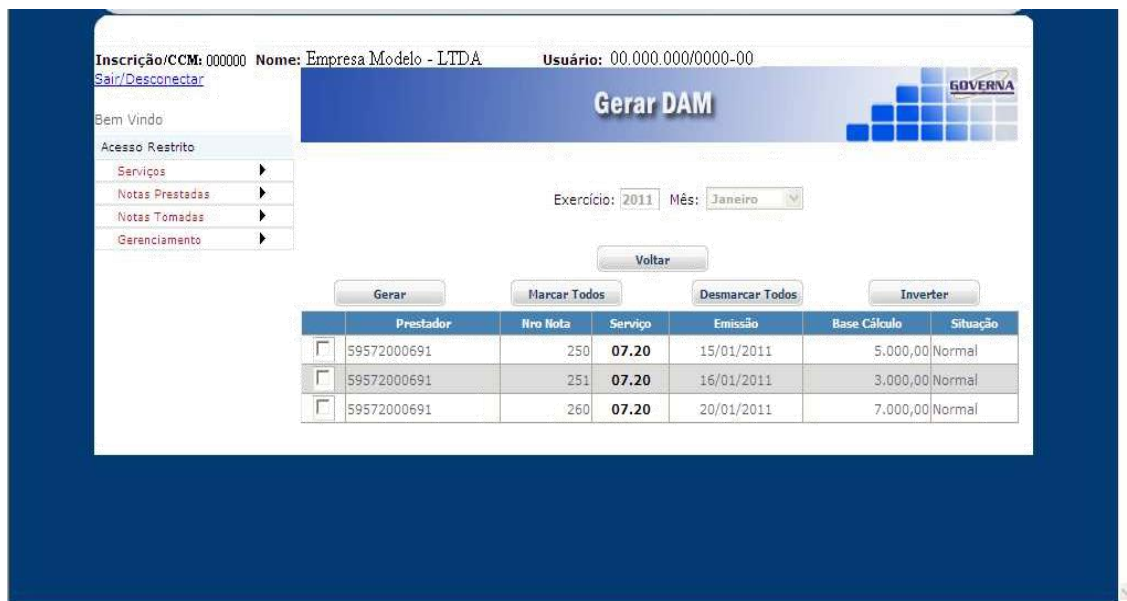 Inscrição/CCM: 000000 Nome: Empresa Modelo - LTDA Usuário: 00.000.000/0000-00
Sair/Desconectar
Gerar DAM
GOVERNA
Bem Vindo
Acesso Restrito
Serviços
Notas Prestadas
Notas Tomadas
Gerenciamento
Exercício: 2011 Mês: Janeiro
Voltar
Gerar Marcar Todos Desmarcar Todos Inverter
Prestador Nro Nota Serviço Emissão Base Cálculo Situação
59572000691 250 07.20 15/01/2011 5.000,00 Normal
59572000691 251 07.20 16/01/2011 3.000,00 Normal
59572000691 260 07.20 20/01/2011 7.000,00 Normal